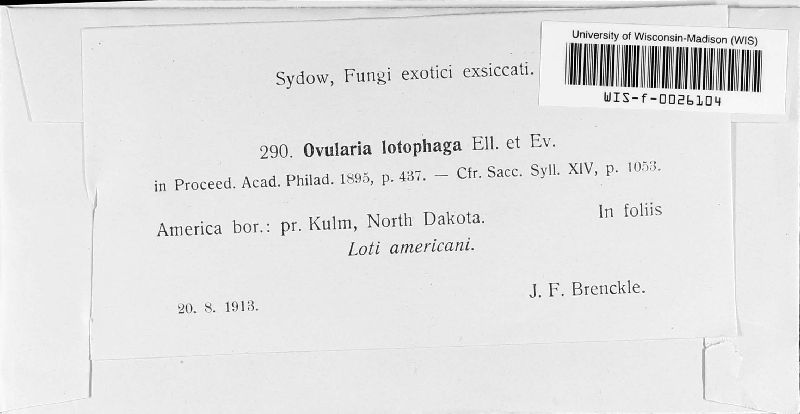 University of Wisconsin-Madison (WIS)
WIS-f-0026104
Sydow, Fungi exotici exsiccati.
290. Ovularia lotophaga Ell. et Ev.
in Proceed. Acad. Philad. 1895, p. 437. — Cfr. Sacc. Syll. XIV, p. 1053.
America bor.: pr. Kulm, North Dakota. In foliis
Loti americani.
20. 8. 1913. J. F. Brenckle.